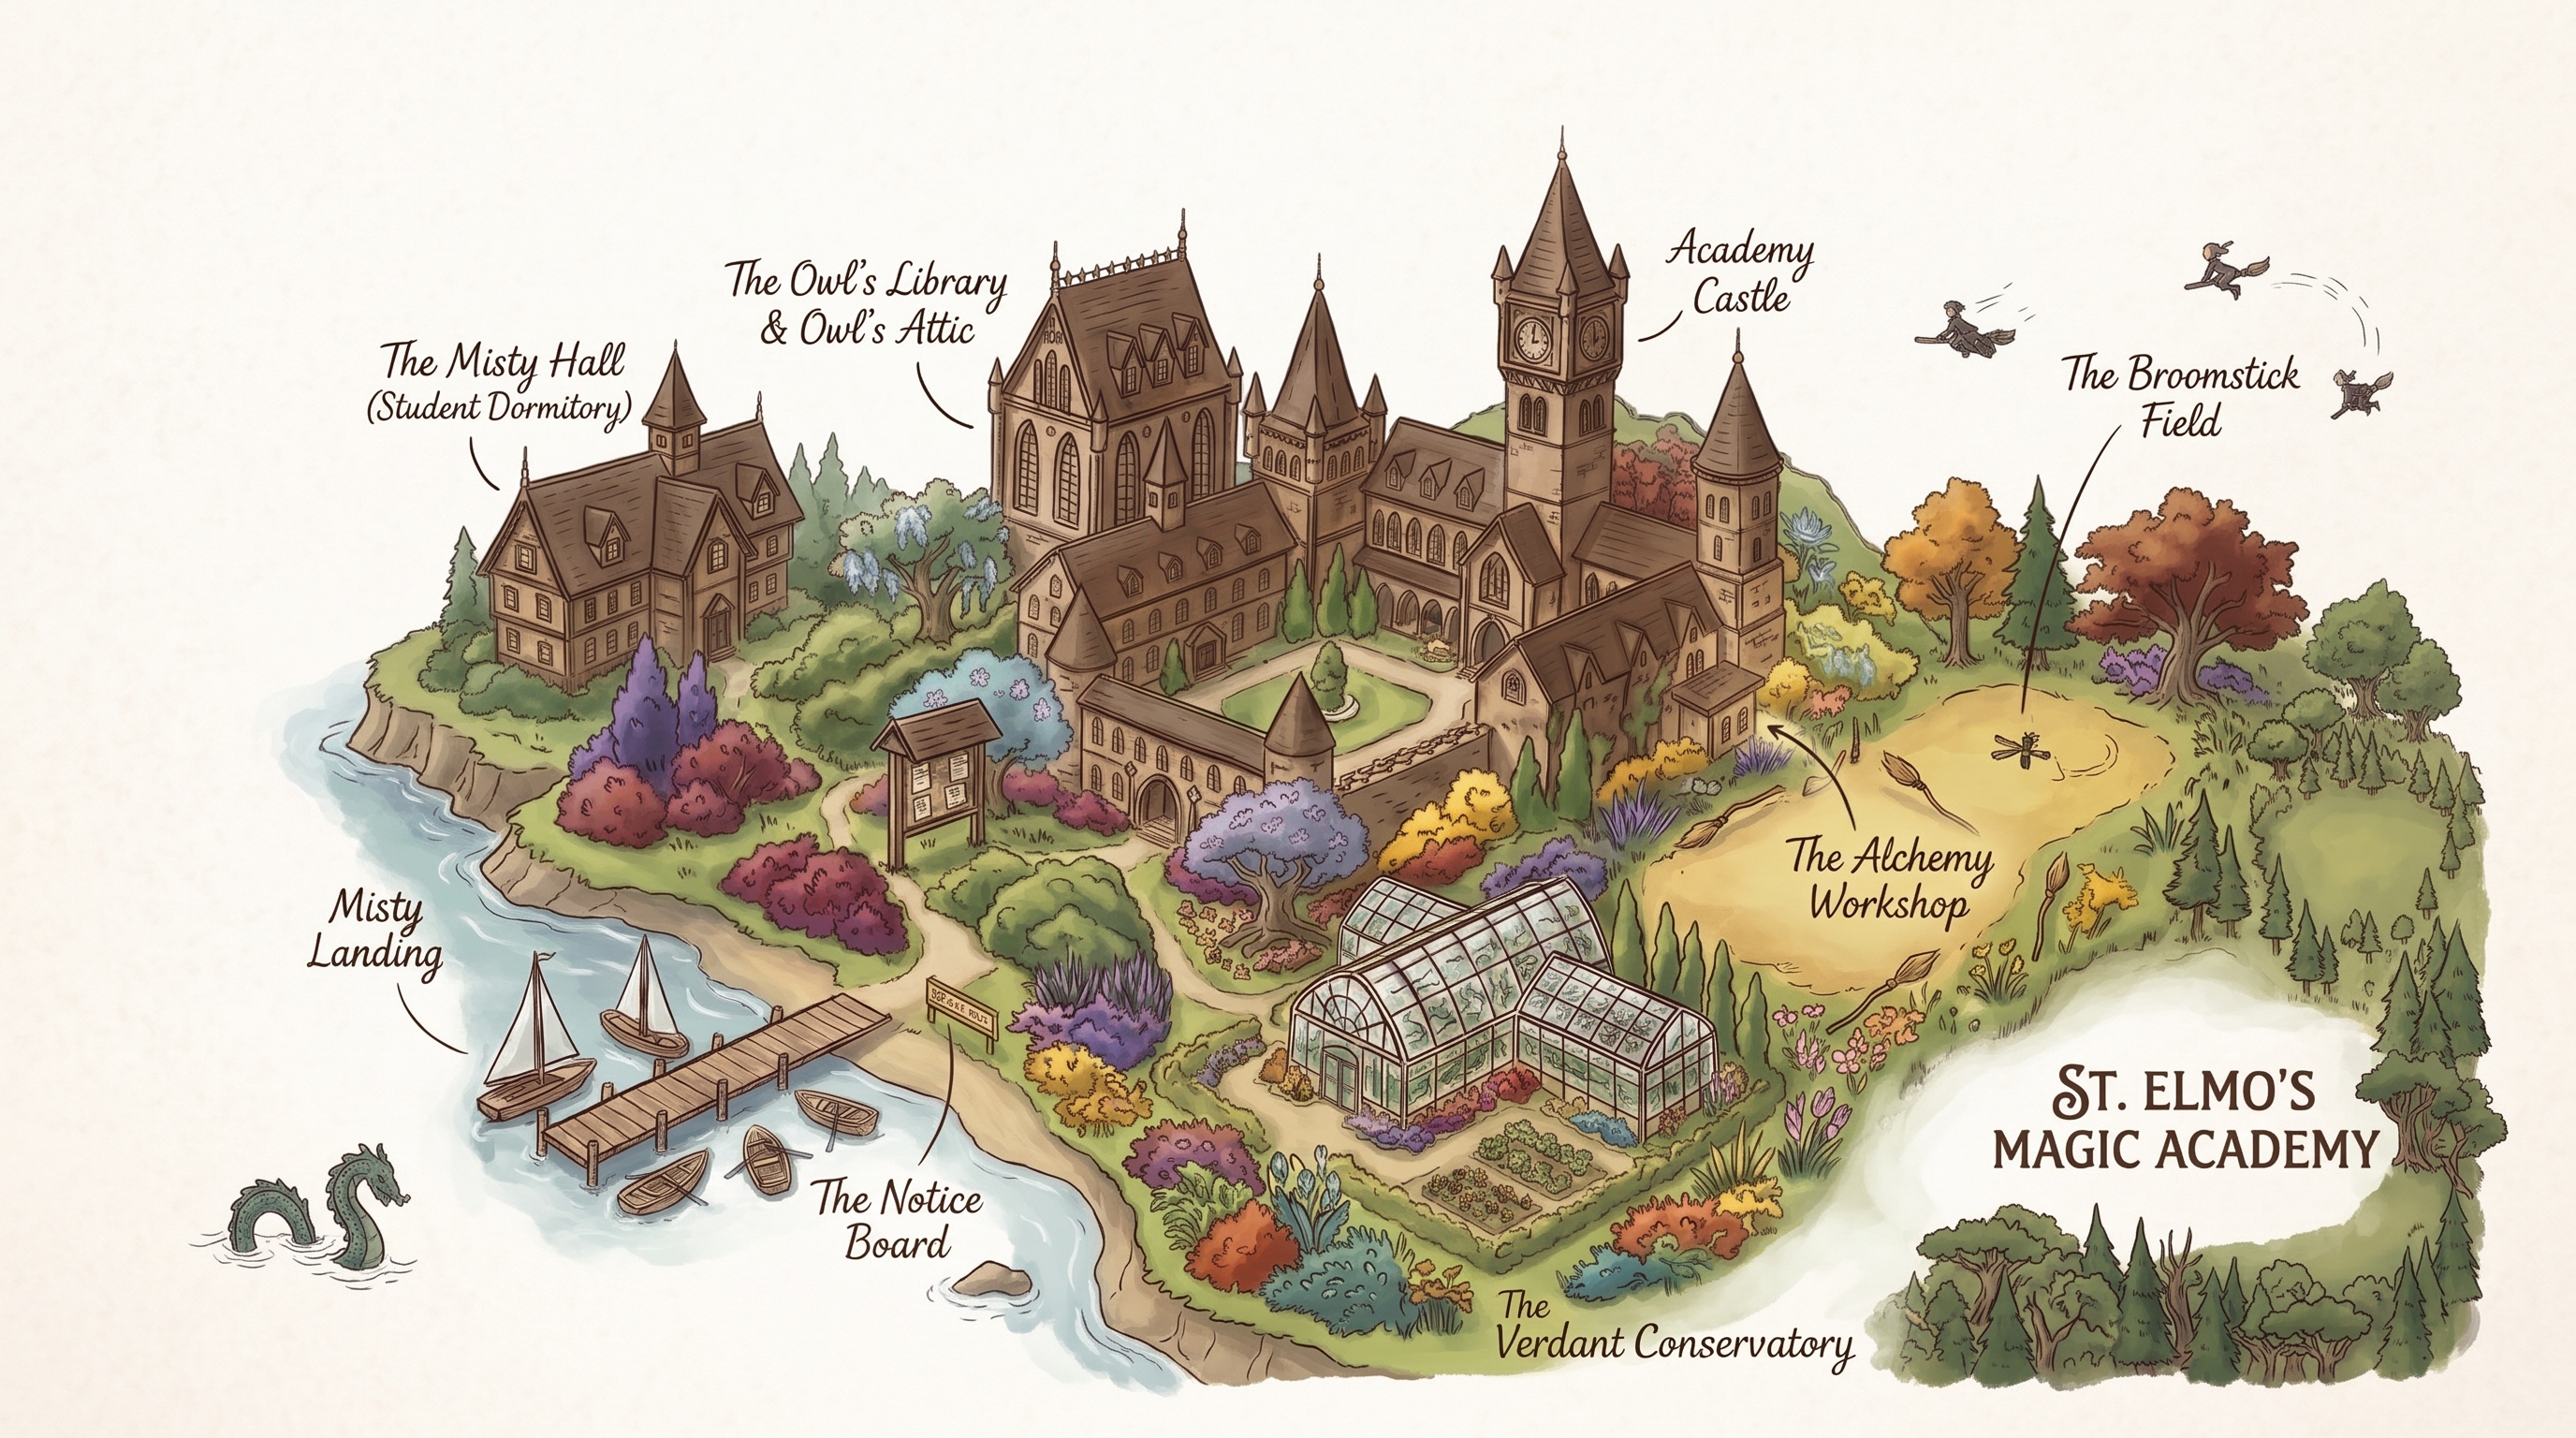 Academy
Castle
The Owl's Library
& Owl's Attic
The Misty Hall
(Student Dormitory)
The Broomstick
Field
The Alchemy
Workshop
Misty
Landing
The Notice
Board
ST. ELMO'S
MAGIC ACADEMY
The
Verdant Conservatory